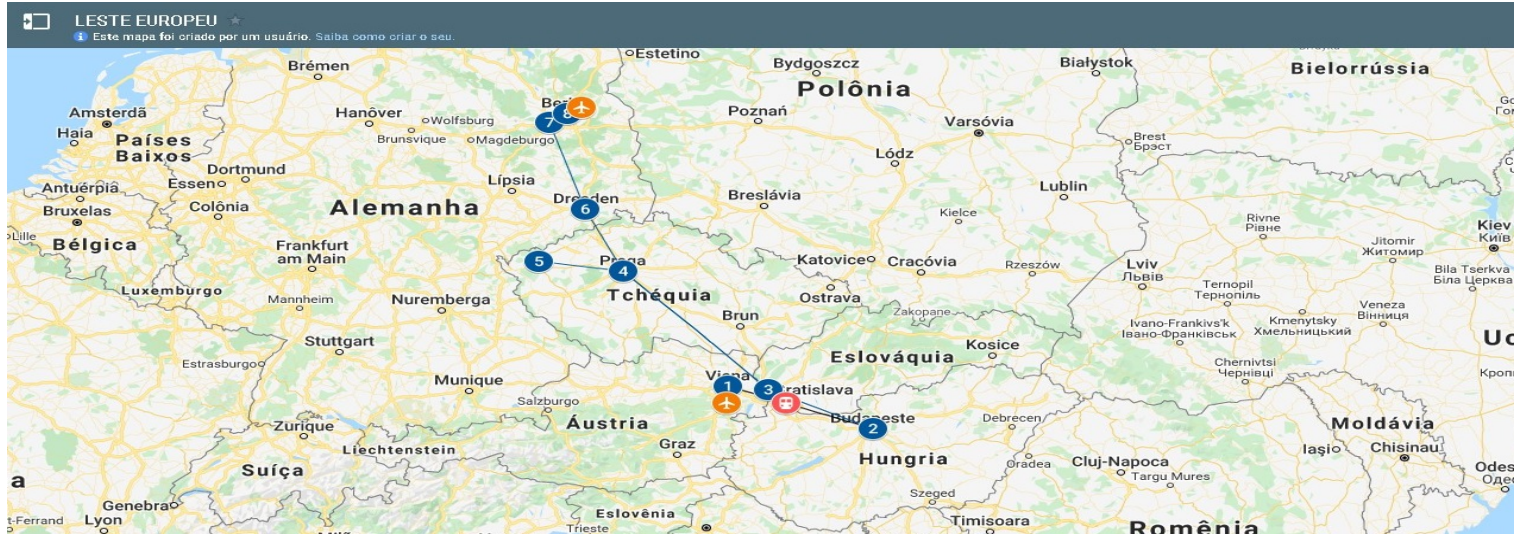 LESTE EUROPEU
Este mapa foi criado por um usuário. Saiba como criar o seu.
Estetino
Brémen
Bydgoszcz
Białystok
Bielorrússia
Polônia
Amsterdã
Hanôver
Wolfsburg
Poznań
Varsóvia
Haia
Países
Baixos
Brunsvique
Magdeburgo
7
8
Brest
Брэст
Łódz
Dortmund
Essen
Antuérpia
Lípsia
Breslávia
Lublin
Bruxelas
Colônia
Alemanha
6
Kielce
Rivne
Рівне
Kiev
Київ
Lille
Bélgica
Frankfurt
am Main
5
4
Katovice
Cracóvia
Rzeszów
Lviv
Львів
Jitomir
Житомир
Bila Tserkva
Біла Церква
Luxemburgo
Mannheim
Nuremberga
Tchéquia
Ostrava
Ternopil
Тернопіль
Brun
Zakopane
Ivano-Frankivs'k
Івано-Франківськ
Kmenytsky
Хмельницький
Veneza
Вінниця
Stuttgart
Kosice
Eslováquia
Estrasburgo
Chernivtsi
Чернівці
Munique
1
3
Salzburgo
Áustria
2
Debrecen
Moldávia
Zurique
Liechtenstein
Graz
Hungria
Oradea
Cluj-Napoca
Targu Mures
Iaşio
Chisinau
Suíça
Genebra
Szeged
t-Ferrand
Lyon
Eslovênia
Trieste
Timisoara
Romênia